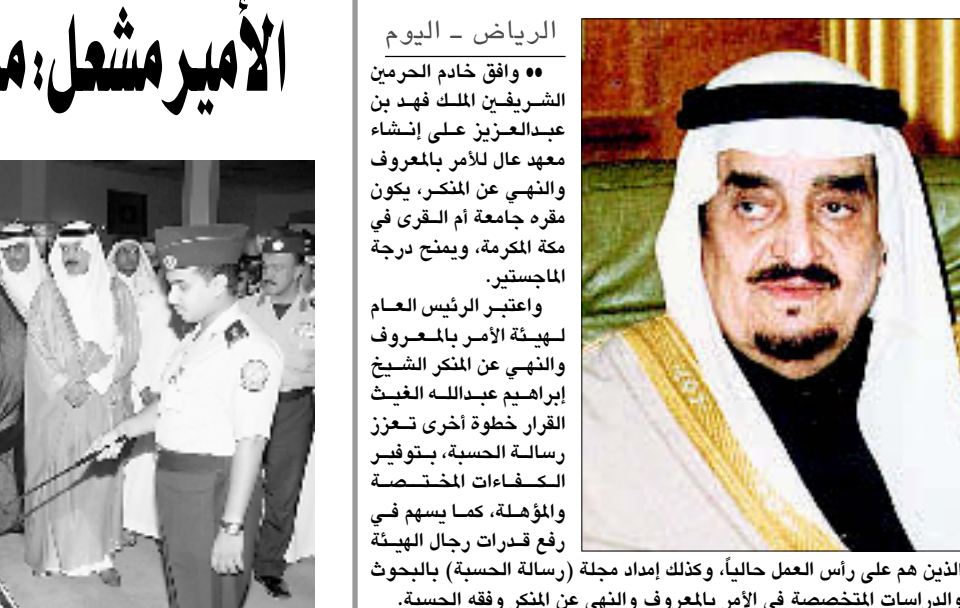 الرياض - اليوم
•• وافق خادم الحرمين
الشريفين الملك فهد بن
عبدالعزيز على إنشاء
معهد عال للأمر بالمعروف
والنهي عن المنكر، يكون
مقره جامعة أم القرى في
مكة المكرمة، ويمنح درجة
الماجستير.
واعتبر الرئيس العام
لهيئة الأمر بالمعروف
والنهي عن المنكر الشيخ
إبراهيم عبدالله الغيث
القرار خطوة أخرى تعزز
رسالة الحسبة، بتوفير
الكفاءات المختصة
والمؤهلة، كما يسهم في
رفع قدرات رجال الهيئة
الذين هم على رأس العمل حالياً، وكذلك إمداد مجلة (رسالة الحسبة) بالبحوث
والدراسات المتخصصة في الأمر بالمعروف والنهي عن المنكر وفقه الحسبة.
الأمير مشعل: